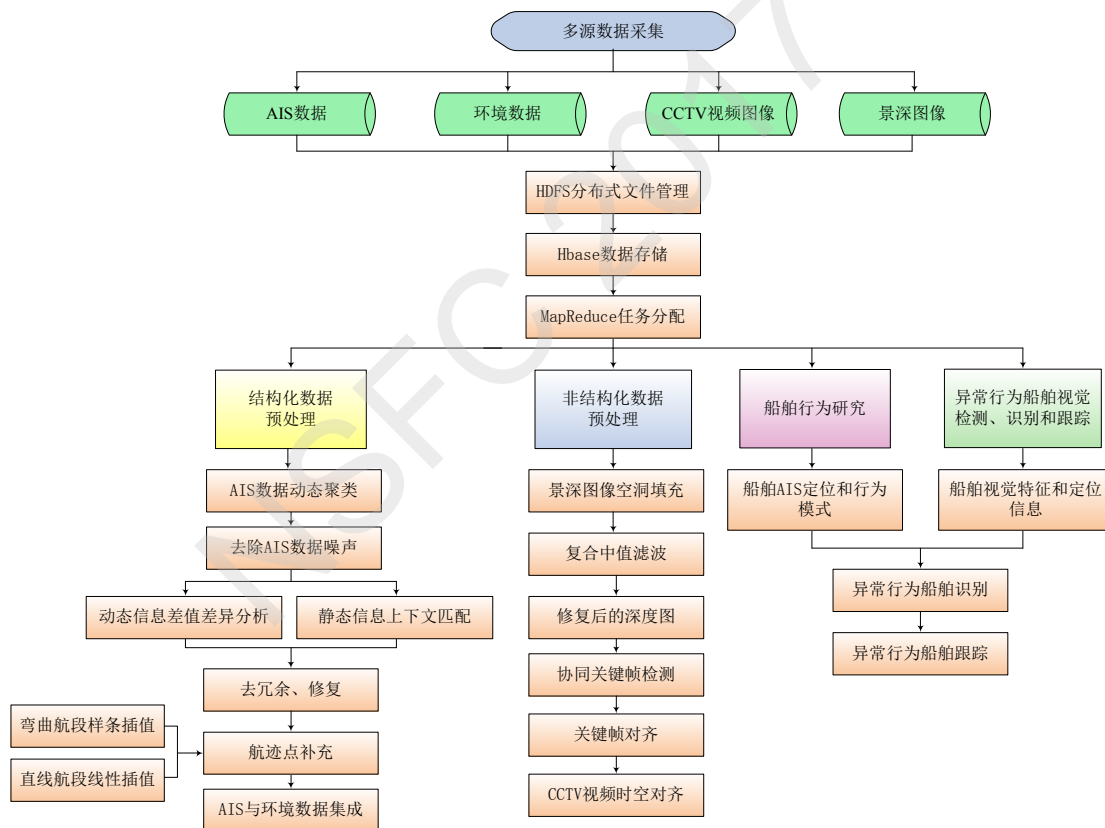 多源数据采集
AIS数据
环境数据
CCTV视频图像
景深图像
HDFS分布式文件管理
Hbase数据存储
MapReduce任务分配
结构化数据
预处理
非结构化数据
预处理
船舶行为研究
异常行为船舶视觉
检测、识别和跟踪
AIS数据动态聚类
去除AIS数据噪声
动态信息差值差异分析
静态信息上下文匹配
去冗余、修复
弯曲航段样条插值
直线航段线性插值
航迹点补充
AIS与环境数据集成
景深图像空洞填充
复合中值滤波
修复后的深度图
协同关键帧检测
关键帧对齐
CCTV视频时空对齐
船舶AIS定位和行为
模式
船舶视觉特征和定位
信息
异常行为船舶识别
异常行为船舶跟踪
NSFC 2017